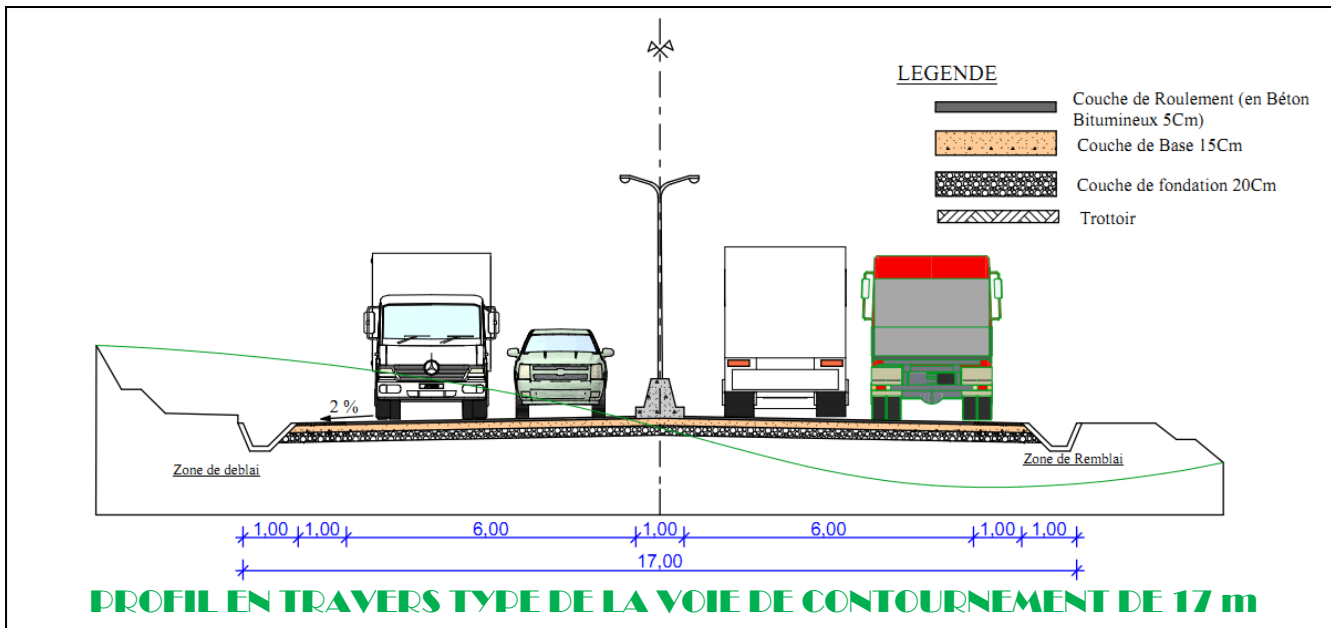 LEGENDE
Couche de Roulement (en Béton
Bitumineux 5Cm)
Couche de Base 15Cm
Couche de fondation 20Cm
Trottoir
2 %
Zone de deblai
Zone de Remblai
1,00 1,00 6,00 1,00 6,00 1,00 1,00
17,00
PROFIL EN TRAVERS TYPE DE LA VOIE DE CONTOURNEMENT DE 17 m